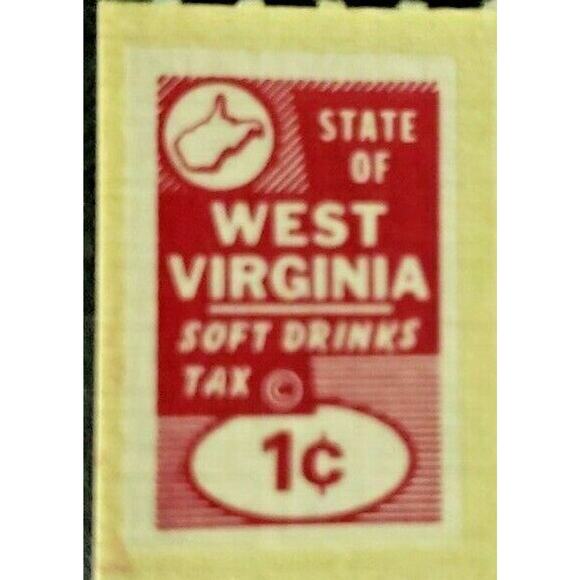 STATE
OF
WEST
VIRGINIA
SOFT DRINKS
TAX ©
1¢